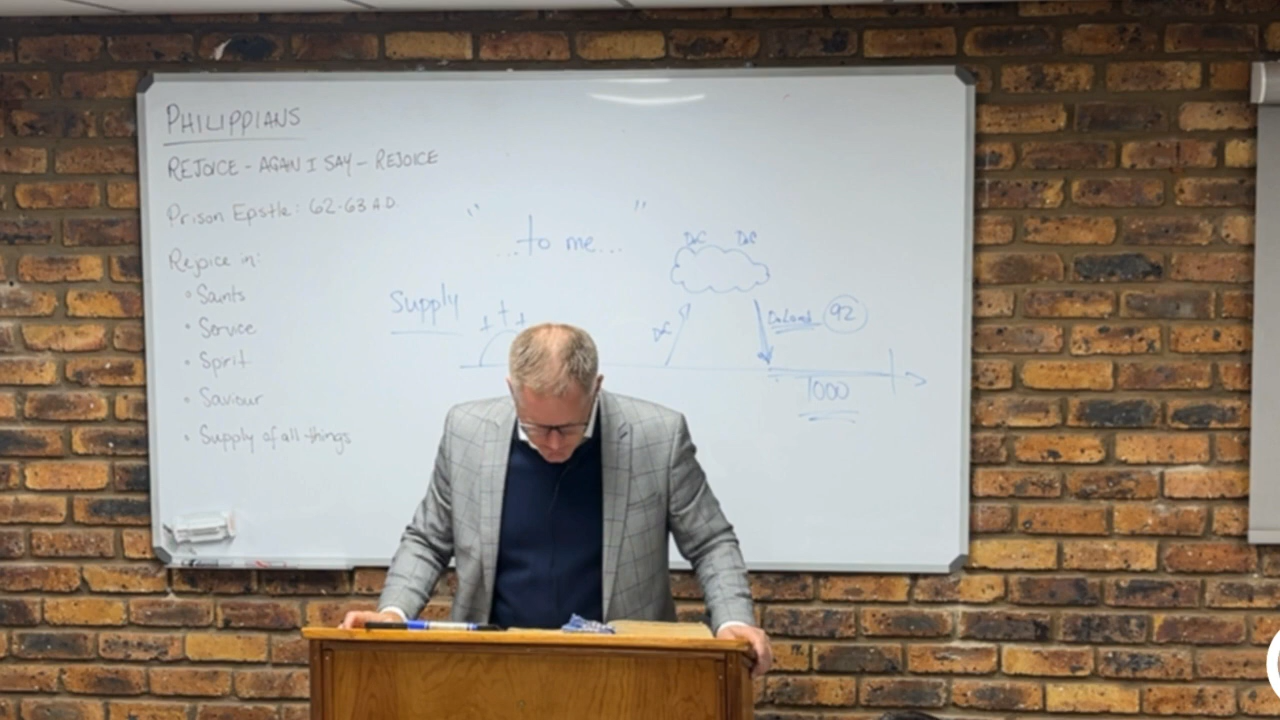 PHILIPPIANS
REJOICE - AGAIN I SAY - REJOICE
Prison Epistle: 62-63 A.D.
Rejoice in:
• Saints
• Service
• Spirit
• Saviour
• Supply of all things
" "
...to me...
Supply
92
1000